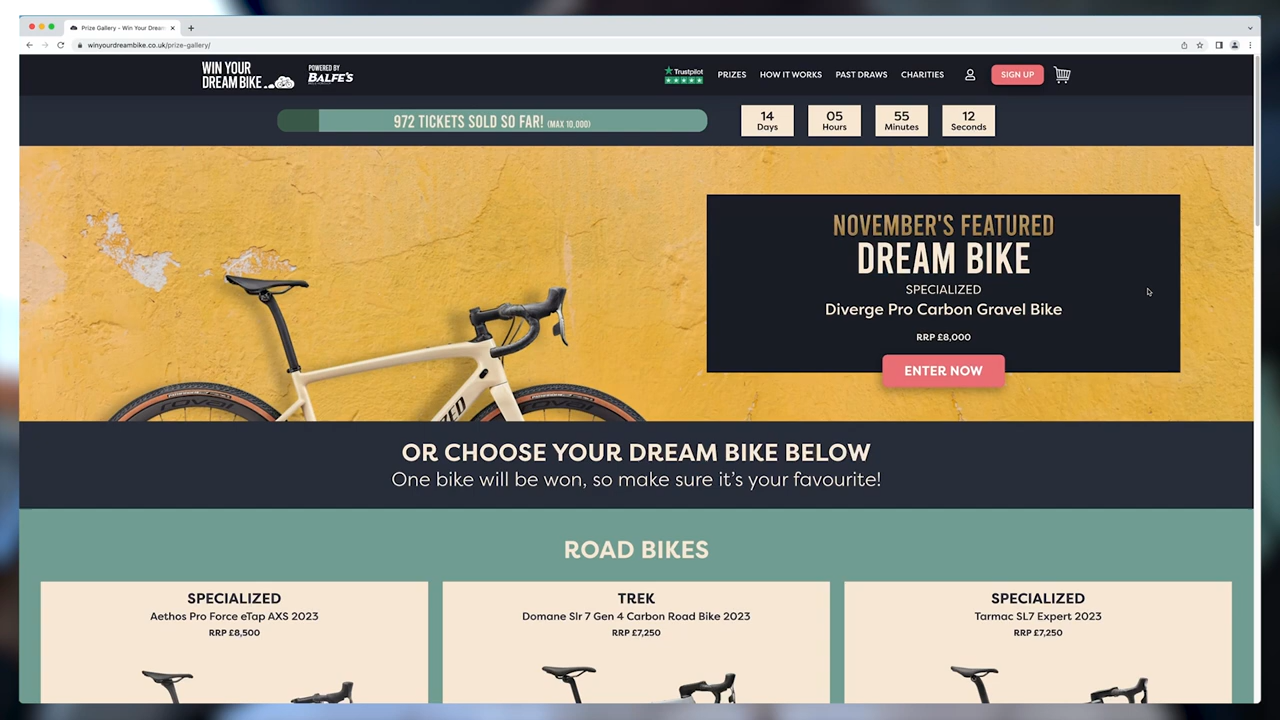 Prize Gallery - Win Your Dream
winyourdreambike.co.uk/prize-gallery/
WIN YOUR
DREAM BIKE
POWERED BY
BALFE'S
Trustpilot
PRIZES
HOW IT WORKS
PAST DRAWS
CHARITIES
SIGN UP
972 TICKETS SOLD SO FAR! (MAX 10,000)
14
Days
05
Hours
55
Minutes
12
Seconds
NOVEMBER'S FEATURED
DREAM BIKE
SPECIALIZED
Diverge Pro Carbon Gravel Bike
RRP £8,000
ENTER NOW
OR CHOOSE YOUR DREAM BIKE BELOW
One bike will be won, so make sure it's your favourite!
ROAD BIKES
SPECIALIZED
Aethos Pro Force eTap AXS 2023
RRP £8,500
TREK
Domane Slr 7 Gen 4 Carbon Road Bike 2023
RRP £7,250
SPECIALIZED
Tarmac SL7 Expert 2023
RRP £7,250